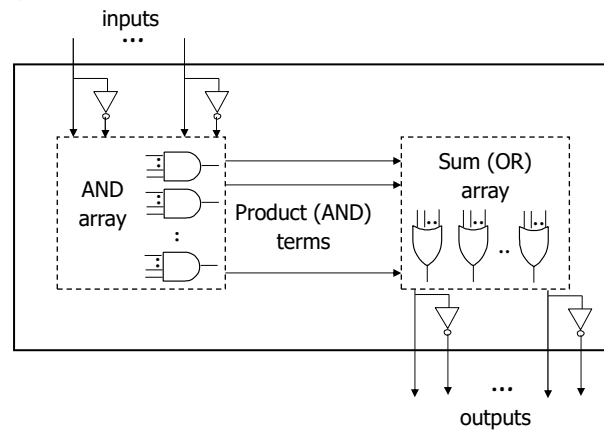 inputs
...
AND
array
:
Product (AND)
terms
Sum (OR)
array
..
...
outputs